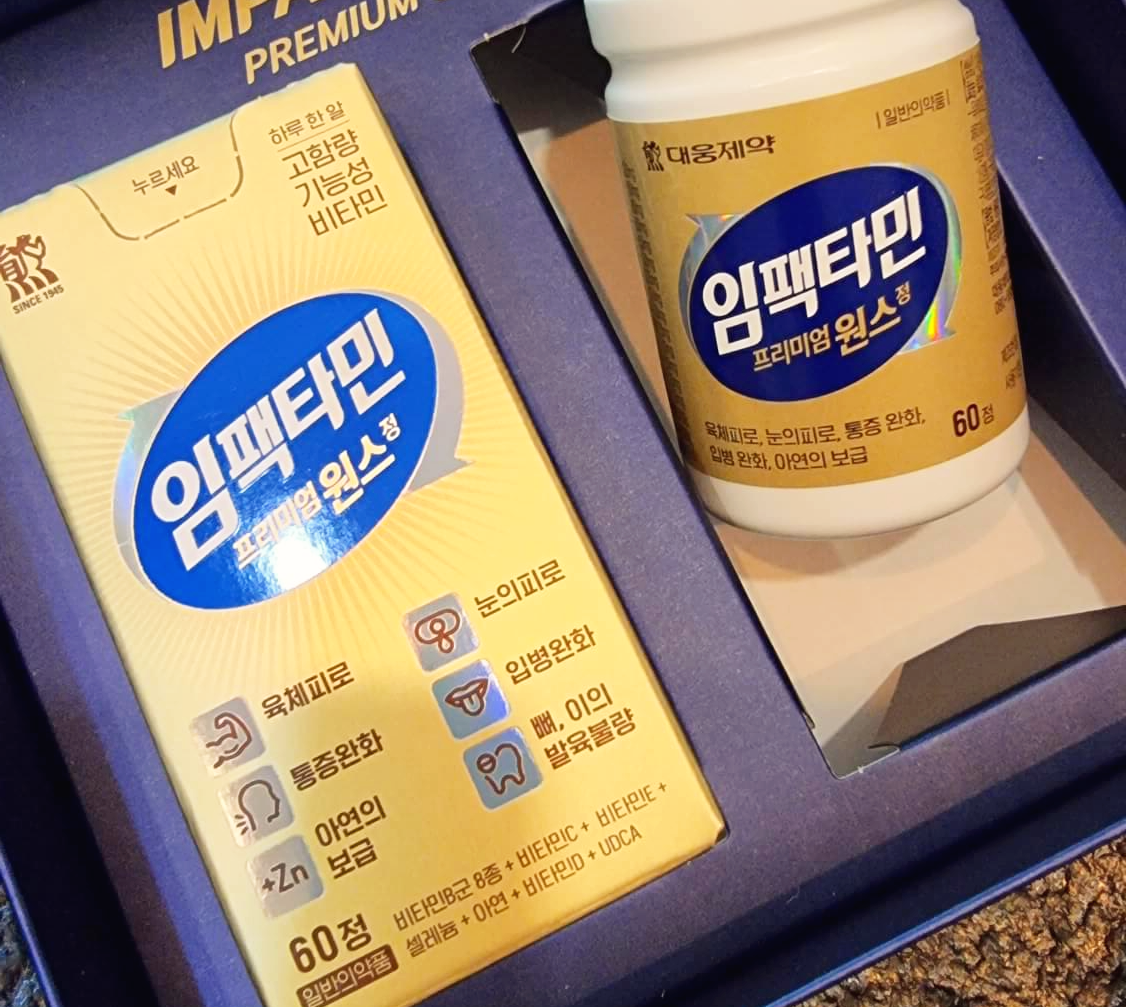 PREMIUM
누르세요
하루 한 알
고함량
기능성
비타민
SINCE 1945
임팩타민
프리미엄 원스정
눈의피로
입병완화
뼈, 이의
발육불량
육체피로
통증완화
아연의
보급
+Zn
60정
일반의약품
비타민B군 8종 + 비타민C + 비타민E +
셀레늄 + 아연 + 비타민D + UDCA
대웅제약
일반의약품
임팩타민
프리미엄 원스정
육체피로, 눈의피로, 통증 완화,
입병 완화, 아연의 보급
60정